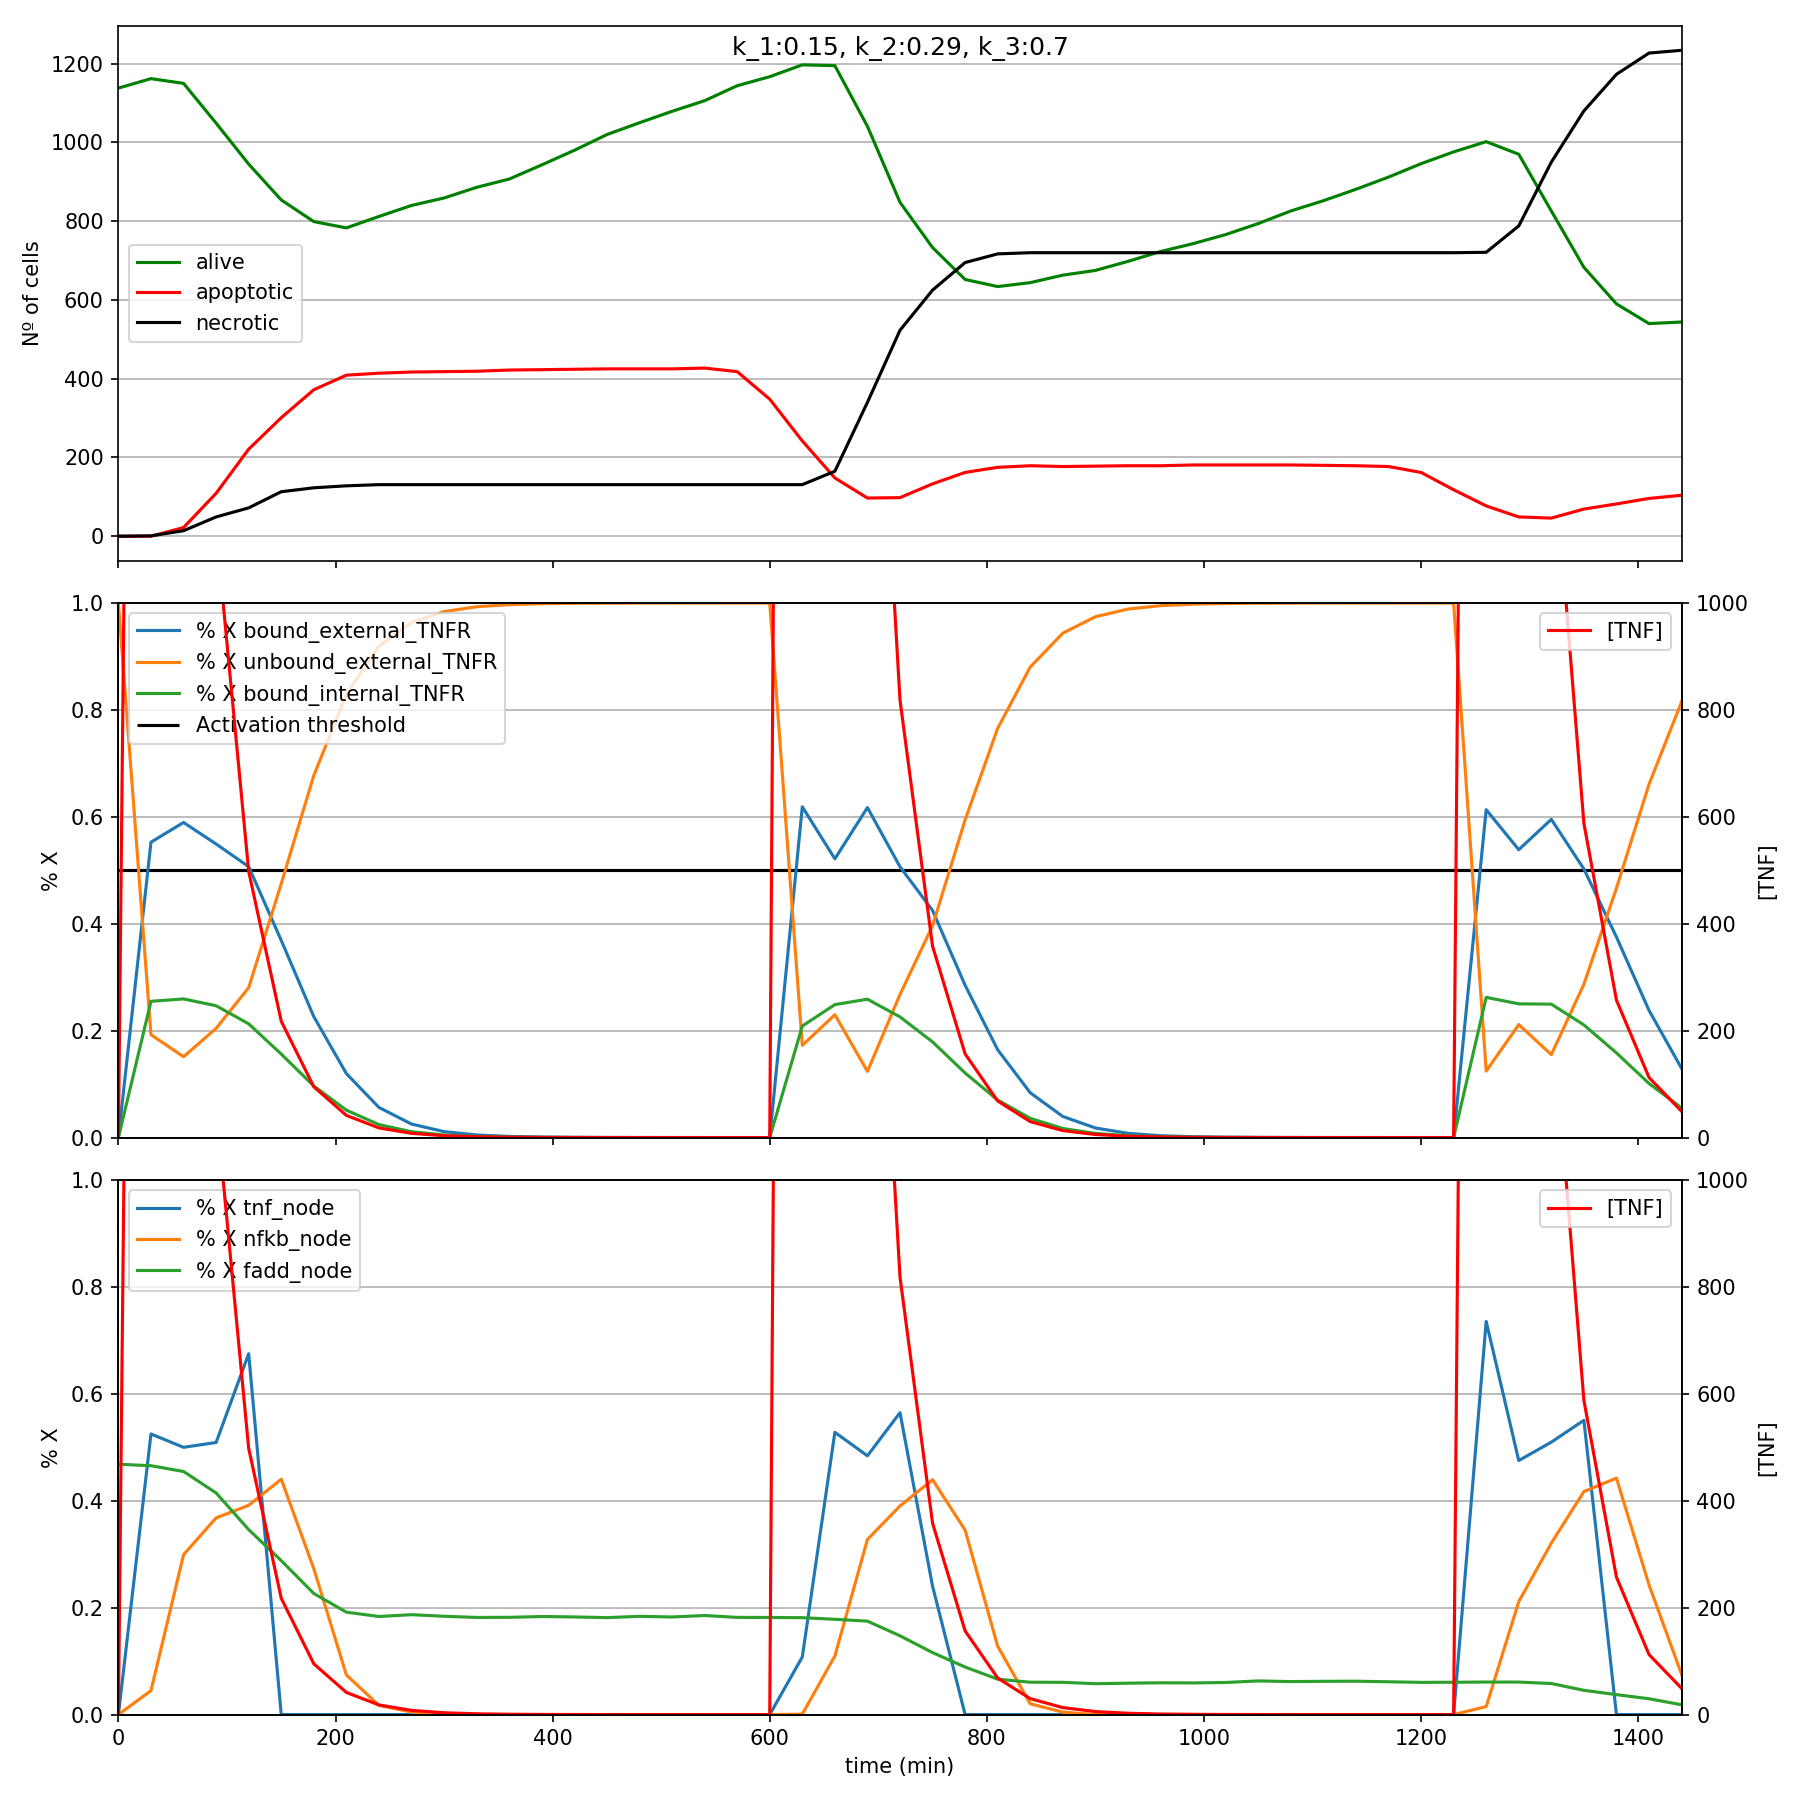 k_1:0.15, k_2:0.29, k_3:0.7
1200
1000
800
600
400
200
0
Nº of cells
alive
apoptotic
necrotic
1.0
0.8
0.6
0.4
0.2
0.0
% X
% X bound_external_TNFR
% X unbound_external_TNFR
% X bound_internal_TNFR
Activation threshold
[TNF]
1000
800
600
400
200
0
[TNF]
1.0
0.8
0.6
0.4
0.2
0.0
% X
% X tnf_node
% X nfkb_node
% X fadd_node
[TNF]
1000
800
600
400
200
0
[TNF]
0 200 400 600 800 1000 1200 1400
time (min)